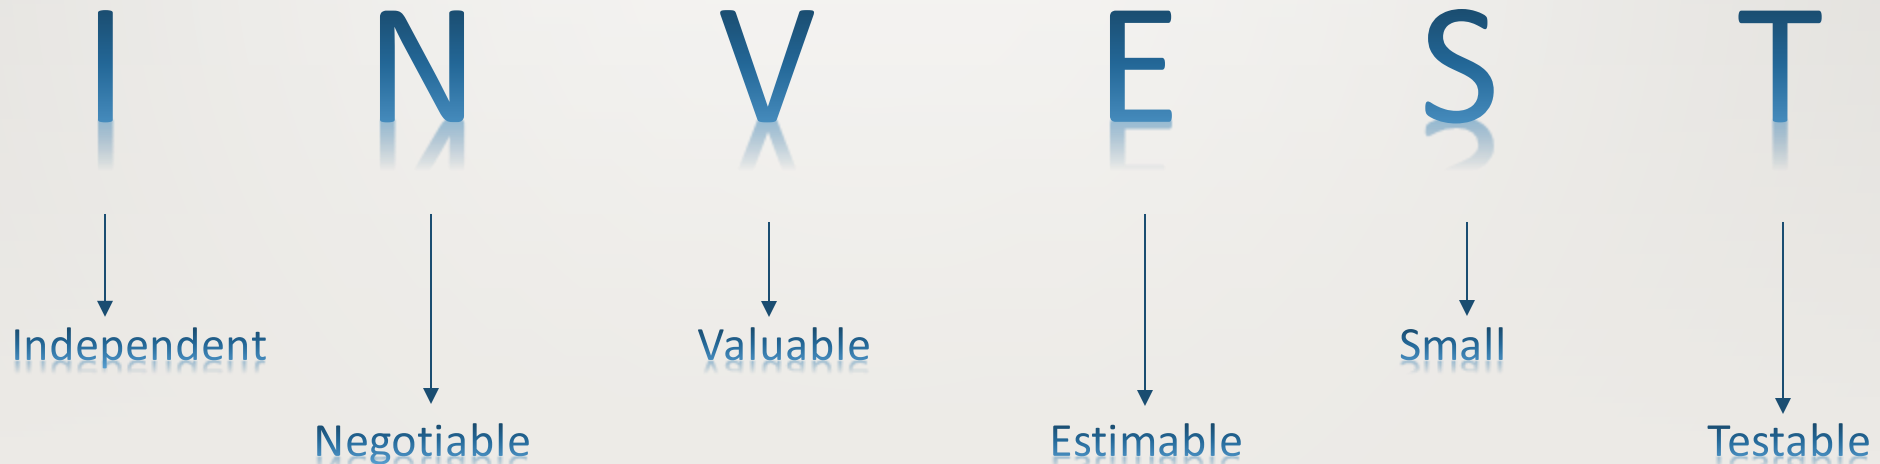 I N V E S T
Independent Valuable Small
Negotiable Estimable Testable